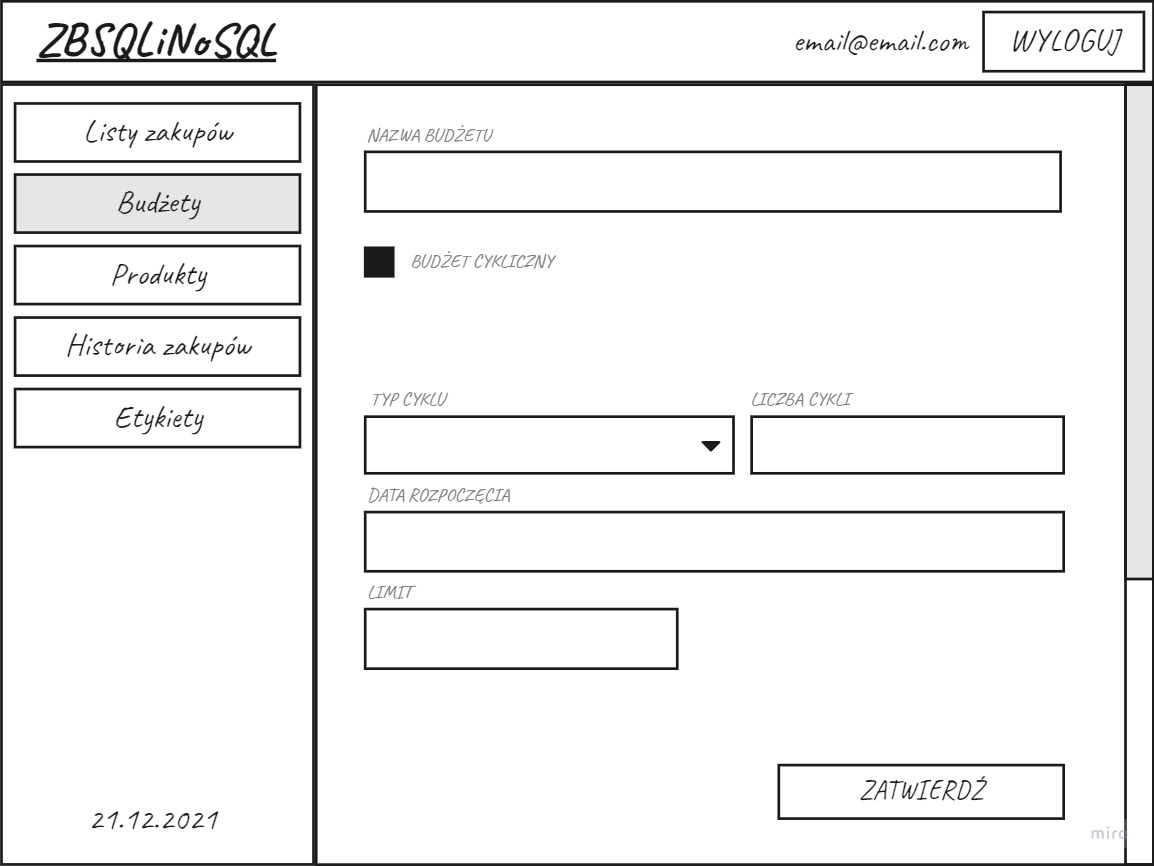 ZBSQLiNoSQL
email@email.com
WYLOGUJ
Listy zakupów
Budżety
Produkty
Historia zakupów
Etykiety
21.12.2021
NAZWA BUDŻETU
BUDŻET CYKLICZNY
TYP CYKLU
LICZBA CYKLI
DATA ROZPOCZĘCIA
LIMIT
ZATWIERDŹ
miro